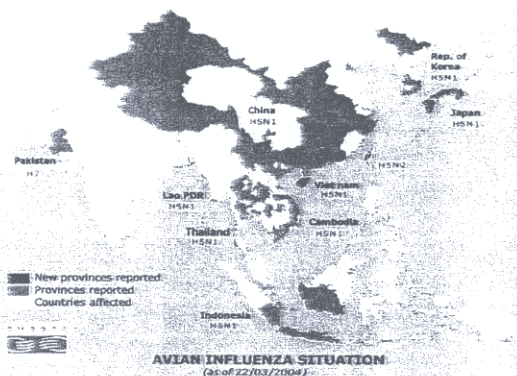 Rep. of
Korea
H5N1
China
H5N1
Japan
H5N1
Pakistan
H7
H5N2
Lao PDR
H5N1
Vietnam
H5N1
Thailand
H5N1
Cambodia
H5N1
New provinces reported
Provinces reported
Countries affected
Indonesia
H5N1
AVIAN INFLUENZA SITUATION
(as of 22/03/2004)